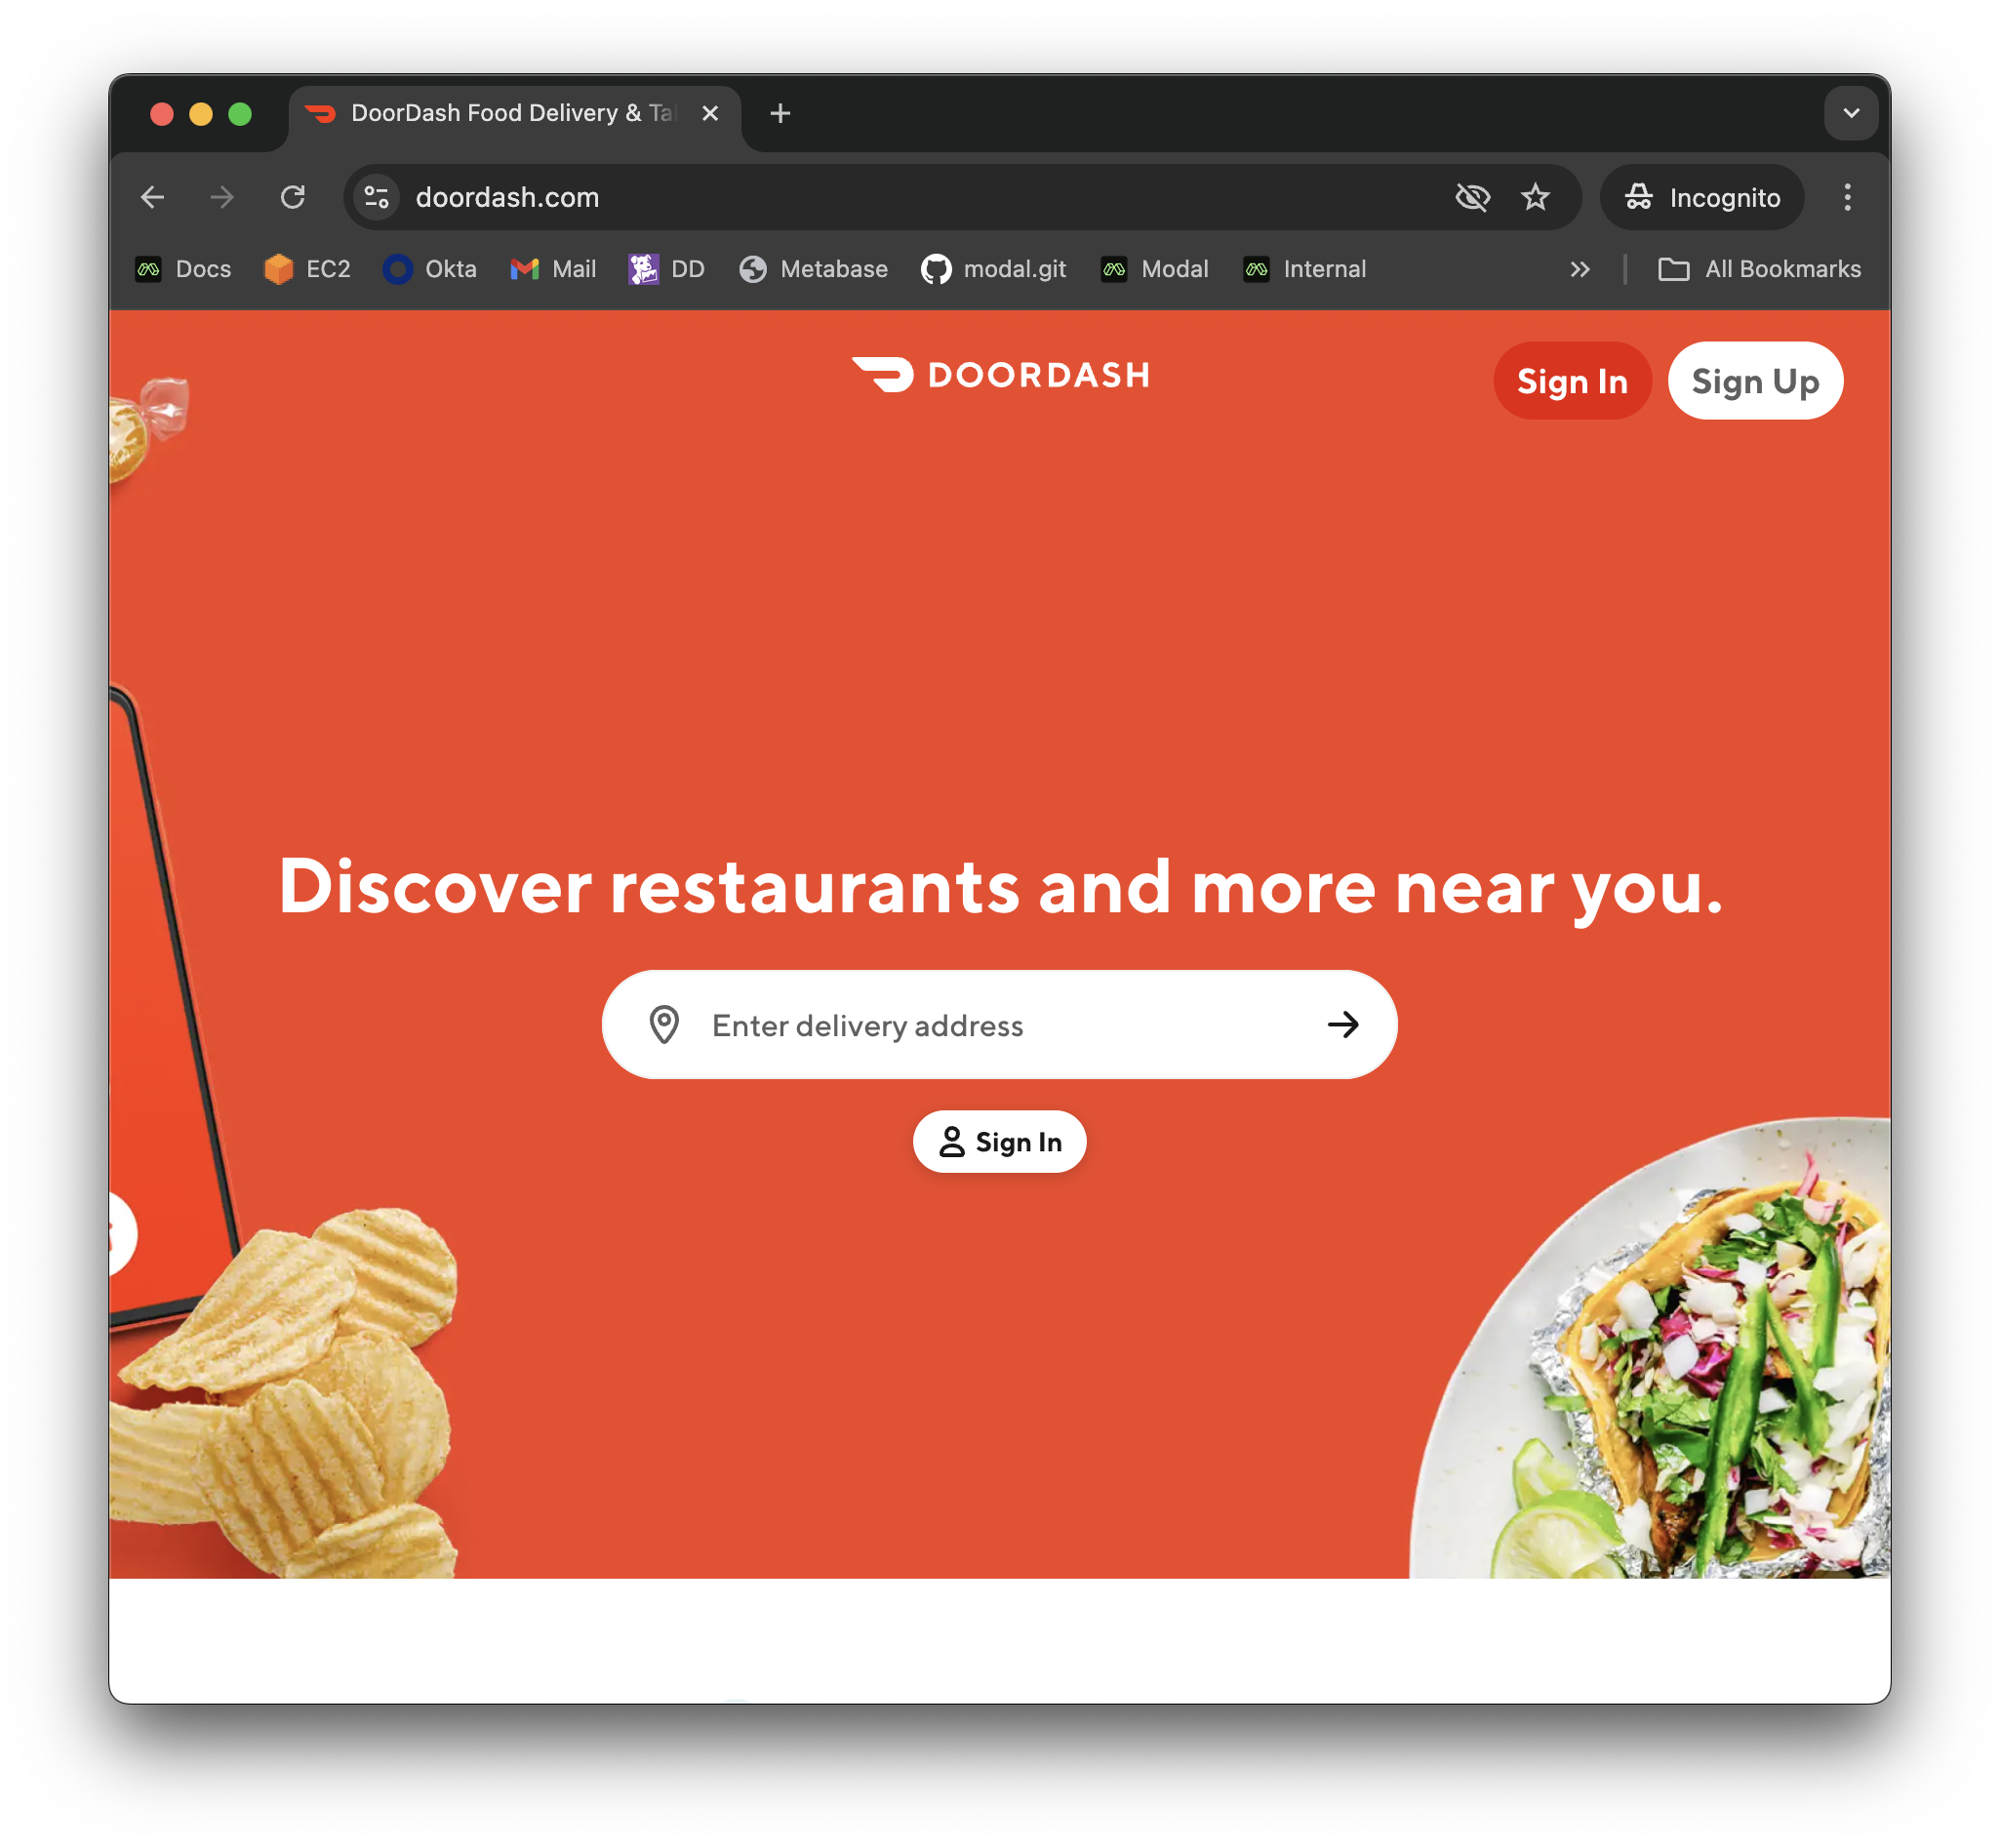 DoorDash Food Delivery & Ta
doordash.com
Incognito
Docs EC2 Okta Mail DD Metabase modal.git Modal Internal All Bookmarks
DOORDASH
Sign In Sign Up
Discover restaurants and more near you.
Enter delivery address
Sign In